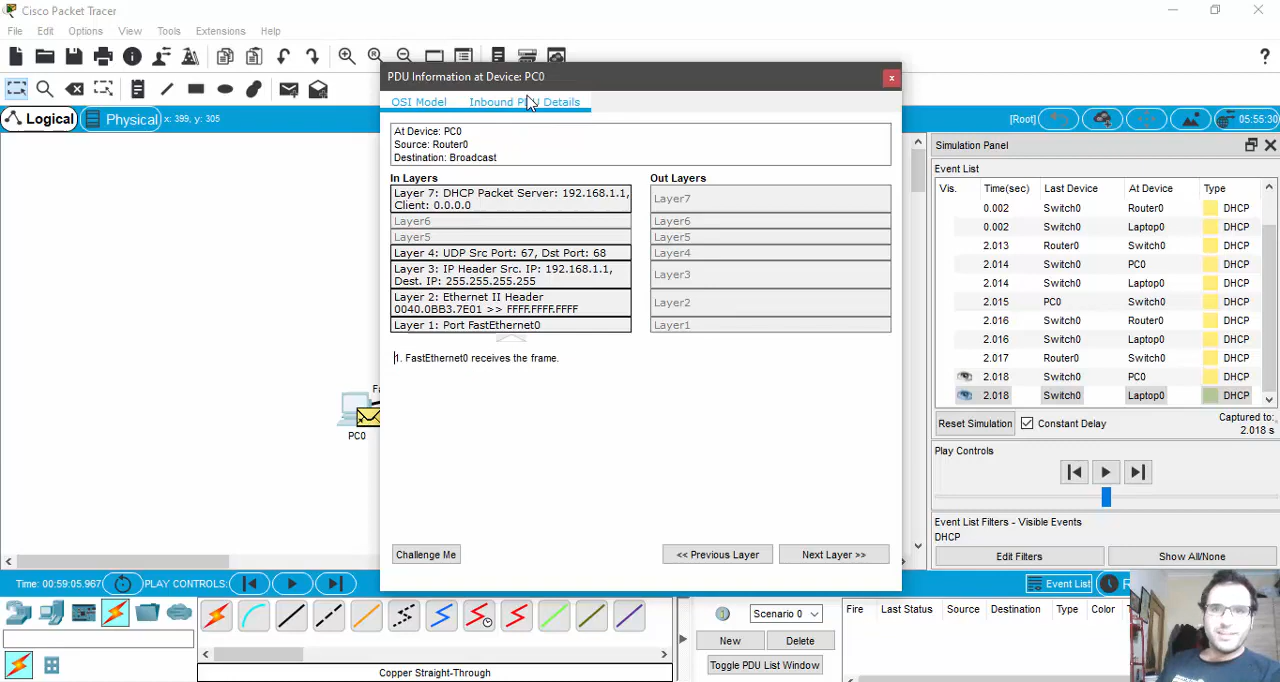 Cisco Packet Tracer
File Edit Options View Tools Extensions Help
?
Logical
Physical
x: 399, y: 305
[Root]
05:55:30
PDU Information at Device: PC0
x
OSI Model
Inbound PDU Details
At Device: PC0
Source: Router0
Destination: Broadcast
In Layers
Out Layers
Layer 7: DHCP Packet Server: 192.168.1.1,
Client: 0.0.0.0
Layer6
Layer5
Layer 4: UDP Src Port: 67, Dst Port: 68
Layer 3: IP Header Src. IP: 192.168.1.1,
Dest. IP: 255.255.255.255
Layer 2: Ethernet II Header
0040.0BB3.7E01 >> FFFF.FFFF.FFFF
Layer 1: Port FastEthernet0
Layer7
Layer6
Layer5
Layer4
Layer3
Layer2
Layer1
1. FastEthernet0 receives the frame.
Challenge Me
<< Previous Layer
Next Layer >>
Fa
PC0
Simulation Panel
Event List
Vis. Time(sec) Last Device At Device Type
0.002 Switch0 Router0 DHCP
0.002 Switch0 Laptop0 DHCP
2.013 Router0 Switch0 DHCP
2.014 Switch0 PC0 DHCP
2.014 Switch0 Laptop0 DHCP
2.015 PC0 Switch0 DHCP
2.016 Switch0 Router0 DHCP
2.016 Switch0 Laptop0 DHCP
2.017 Router0 Switch0 DHCP
2.018 Switch0 PC0 DHCP
2.018 Switch0 Laptop0 DHCP
Reset Simulation
Constant Delay
Captured to:
2.018 s
Play Controls
Event List Filters - Visible Events
DHCP
Edit Filters
Show All/None
Time: 00:59:05.967
PLAY CONTROLS:
Event List
R
Scenario 0
New
Delete
Toggle PDU List Window
Fire Last Status Source Destination Type Color
Copper Straight-Through